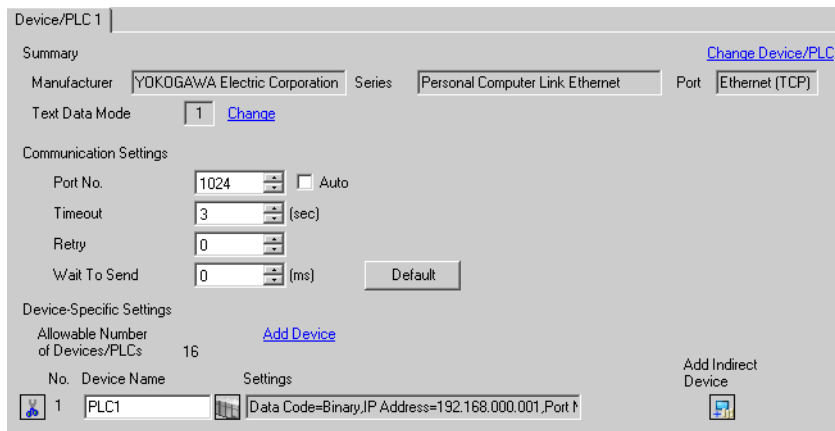 Device/PLC 1
Summary Change Device/PLC
Manufacturer YOKOGAWA Electric Corporation Series Personal Computer Link Ethernet Port Ethernet (TCP)
Text Data Mode 1 Change
Communication Settings
Port No. 1024 Auto
Timeout 3 (sec)
Retry 0
Wait To Send 0 (ms) Default
Device-Specific Settings
Allowable Number Add Device
of Devices/PLCs 16
Add Indirect
No. Device Name Settings Device
1 PLC1 Data Code=Binary,IP Address=192.168.000.001,Port